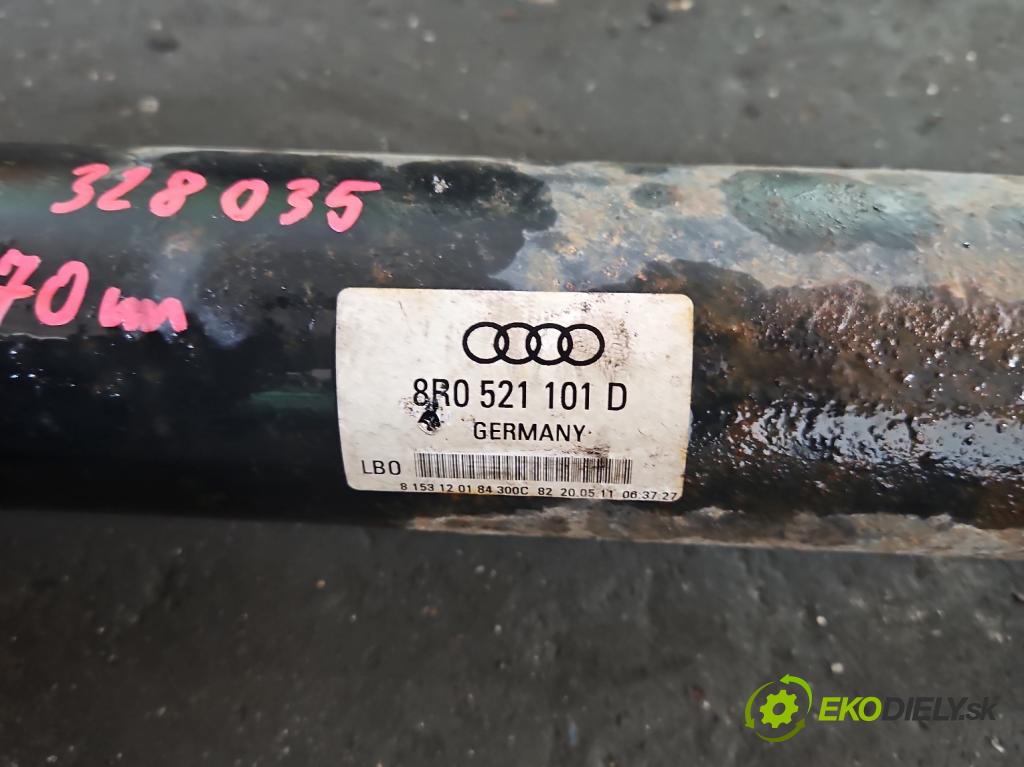 328035
70
8R0 521 101 D
GERMANY
LB0
8 153 12 01 84 300C 82 20.05.11 06:37:27
EKODIELY.sk